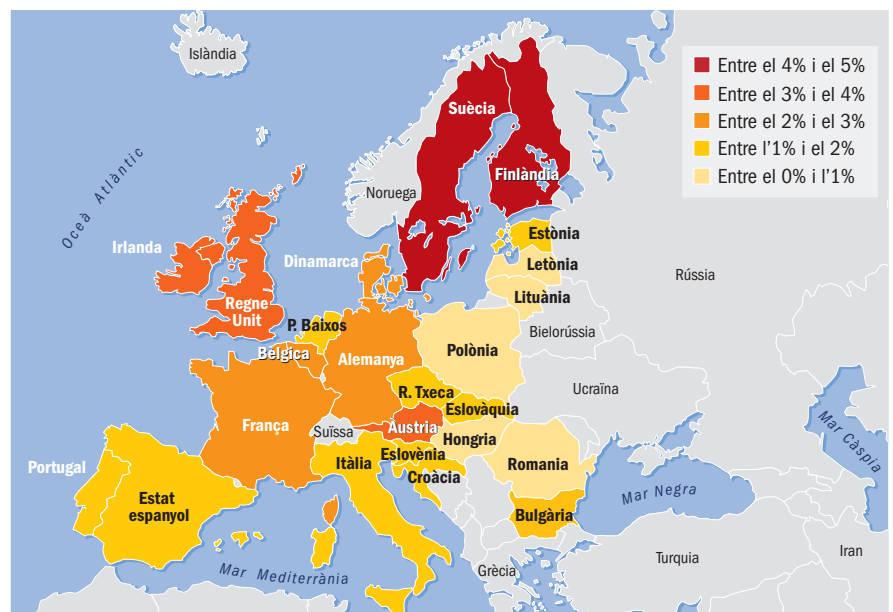 Islàndia
Entre el 4% i el 5%
Entre el 3% i el 4%
Entre el 2% i el 3%
Entre l'1% i el 2%
Entre el 0% i l'1%
Suècia
Finlàndia
Noruega
Oceà Atlàntic
Estònia
Irlanda
Dinamarca
Letònia
Rússia
Lituània
Regne
Unit
P. Baixos
Bielorússia
Bèlgica
Alemanya
Polònia
R. Txeca
Ucraïna
Eslovàquia
França
Suïssa
Àustria
Hongria
Mar Càspia
Portugal
Itàlia
Eslovènia
Romania
Croàcia
Estat
espanyol
Mar Negra
Bulgària
Mar Mediterrània
Grècia
Turquia
Iran